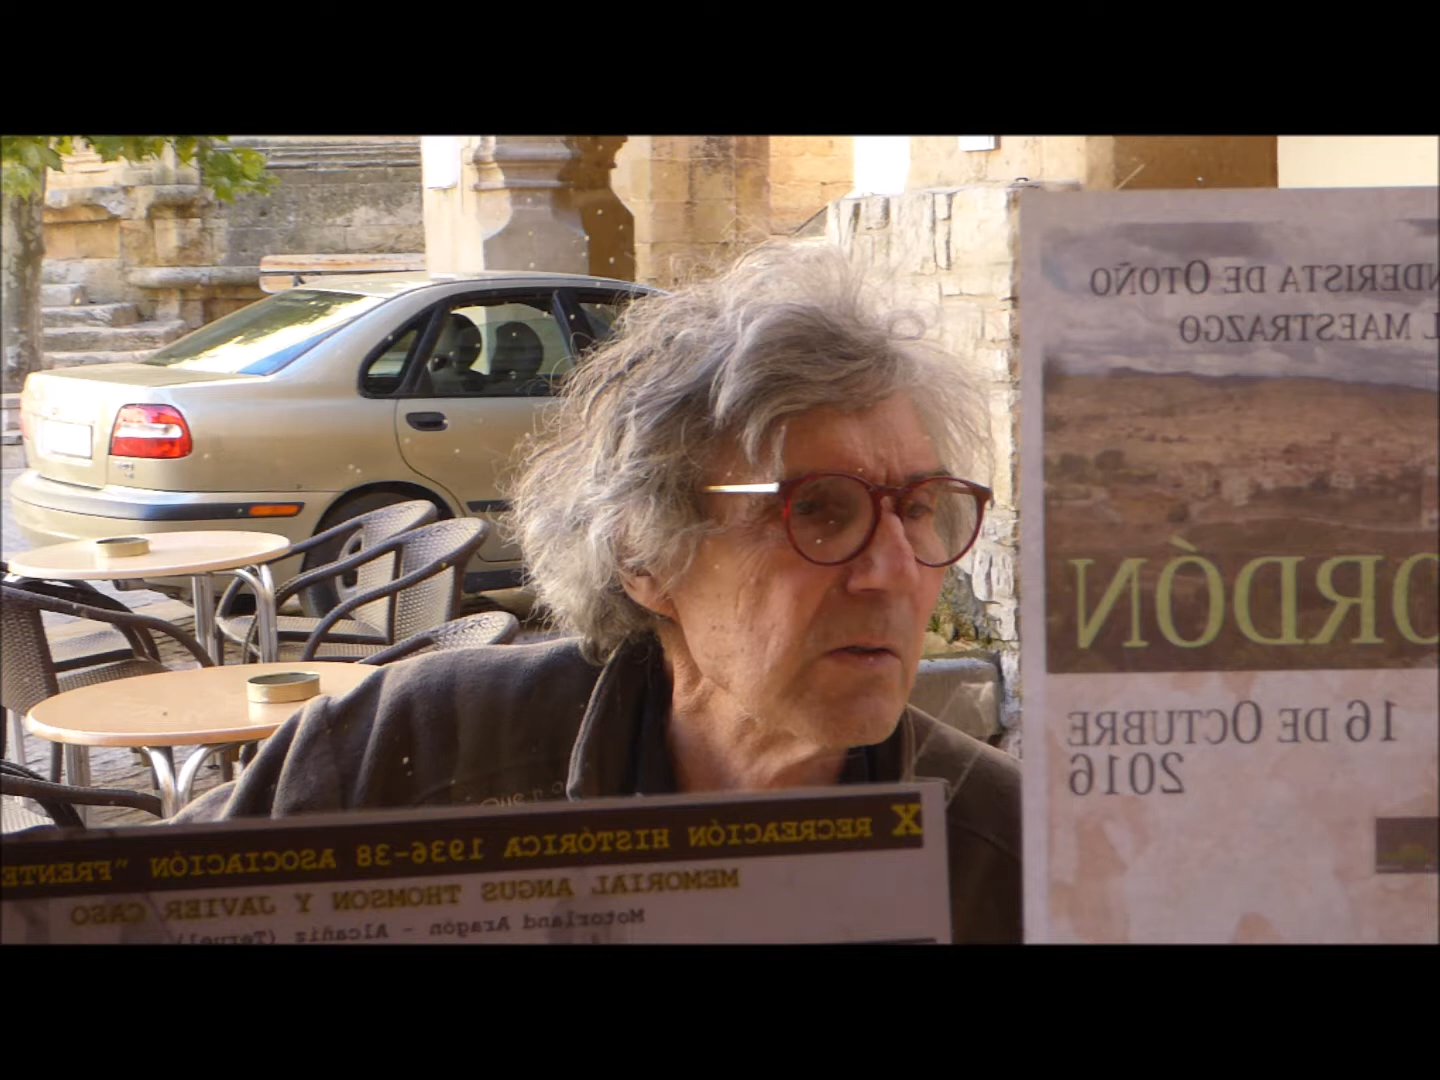 NDERISTA DE OTOÑO
L MAESTRAZGO
ORDÓN
16 DE OCTUBRE
2016
X RECREACIÓN HISTÓRICA 1936-38 ASOCIACIÓN "FRENTE
MEMORIAL ANGUS THOMSON Y JAVIER CASO
Motorland Aragón - Alcañiz (Teruel)